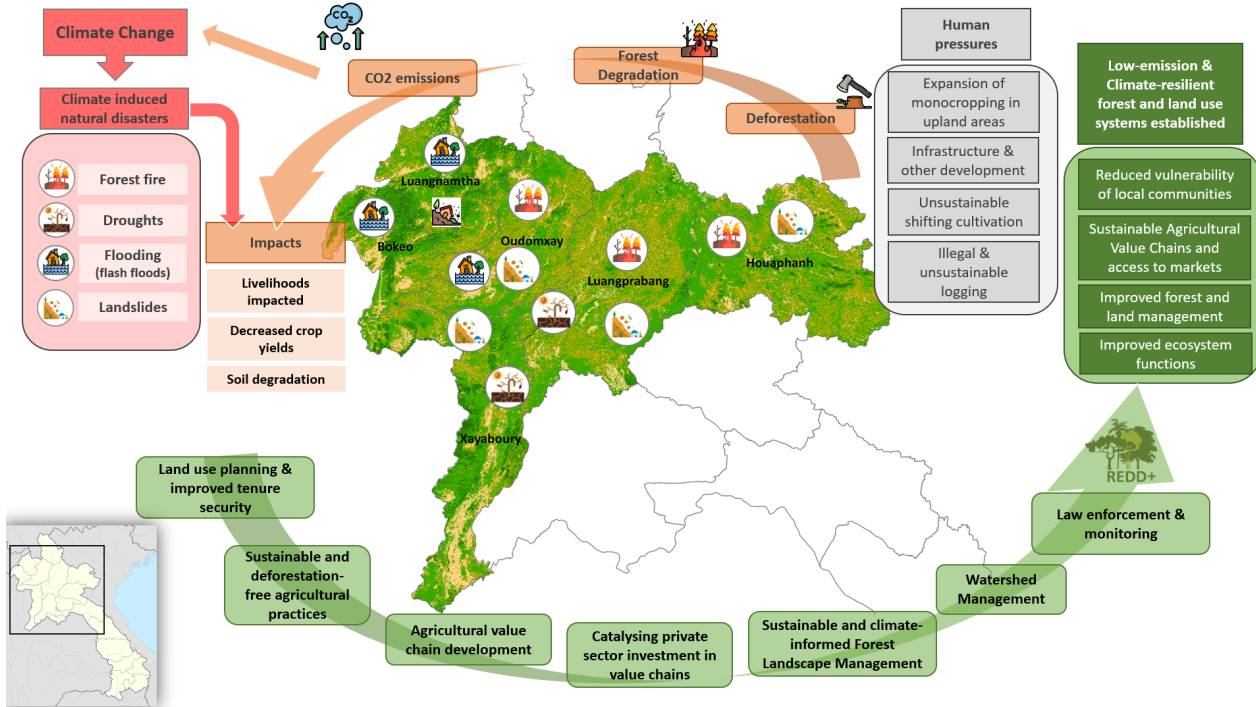 Climate Change
Climate induced
natural disasters
Forest fire
Droughts
Flooding
(flash floods)
Landslides
CO2
CO2 emissions
Forest
Degradation
Deforestation
Human
pressures
Expansion of
monocropping in
upland areas
Infrastructure &
other development
Unsustainable
shifting cultivation
Illegal &
unsustainable
logging
Low-emission &
Climate-resilient
forest and land use
systems established
Reduced vulnerability
of local communities
Sustainable Agricultural
Value Chains and
access to markets
Improved forest and
land management
Improved ecosystem
functions
Impacts
Livelihoods
impacted
Decreased crop
yields
Soil degradation
Luangnamtha
Bokeo
Oudomxay
Luangprabang
Houaphanh
Xayaboury
Land use planning &
improved tenure
security
Sustainable and
deforestation-
free agricultural
practices
Agricultural value
chain development
Catalysing private
sector investment in
value chains
Sustainable and climate-
informed Forest
Landscape Management
Watershed
Management
Law enforcement &
monitoring
REDD+